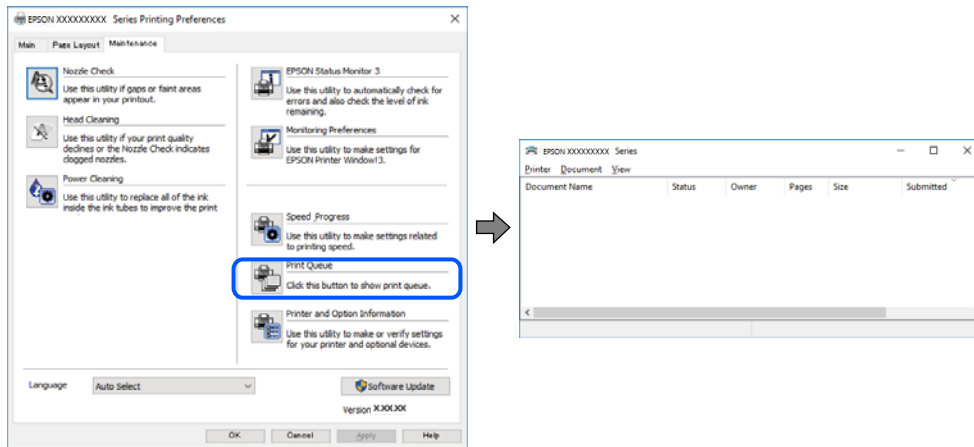 EPSON XXXXXXXXX Series Printing Preferences
Main Page Layout Maintenance
Nozzle Check
Use this utility if gaps or faint areas
appear in your printout.
Head Cleaning
Use this utility if your print quality
declines or the Nozzle Check indicates
clogged nozzles.
Power Cleaning
Use this utility to replace all of the ink
inside the ink tubes to improve the print
EPSON Status Monitor 3
Use this utility to automatically check for
errors and also check the level of ink
remaining.
Monitoring Preferences
Use this utility to make settings for
EPSON Printer Window!3.
Speed_Progress
Use this utility to make settings related
to printing speed.
Print Queue
Click this button to show print queue.
Printer and Option Information
Use this utility to make or verify settings
for your printer and optional devices.
Language Auto Select
Software Update
Version X.XX.XX
OK Cancel Apply Help
EPSON XXXXXXXXX Series
Printer Document View
Document Name Status Owner Pages Size Submitted